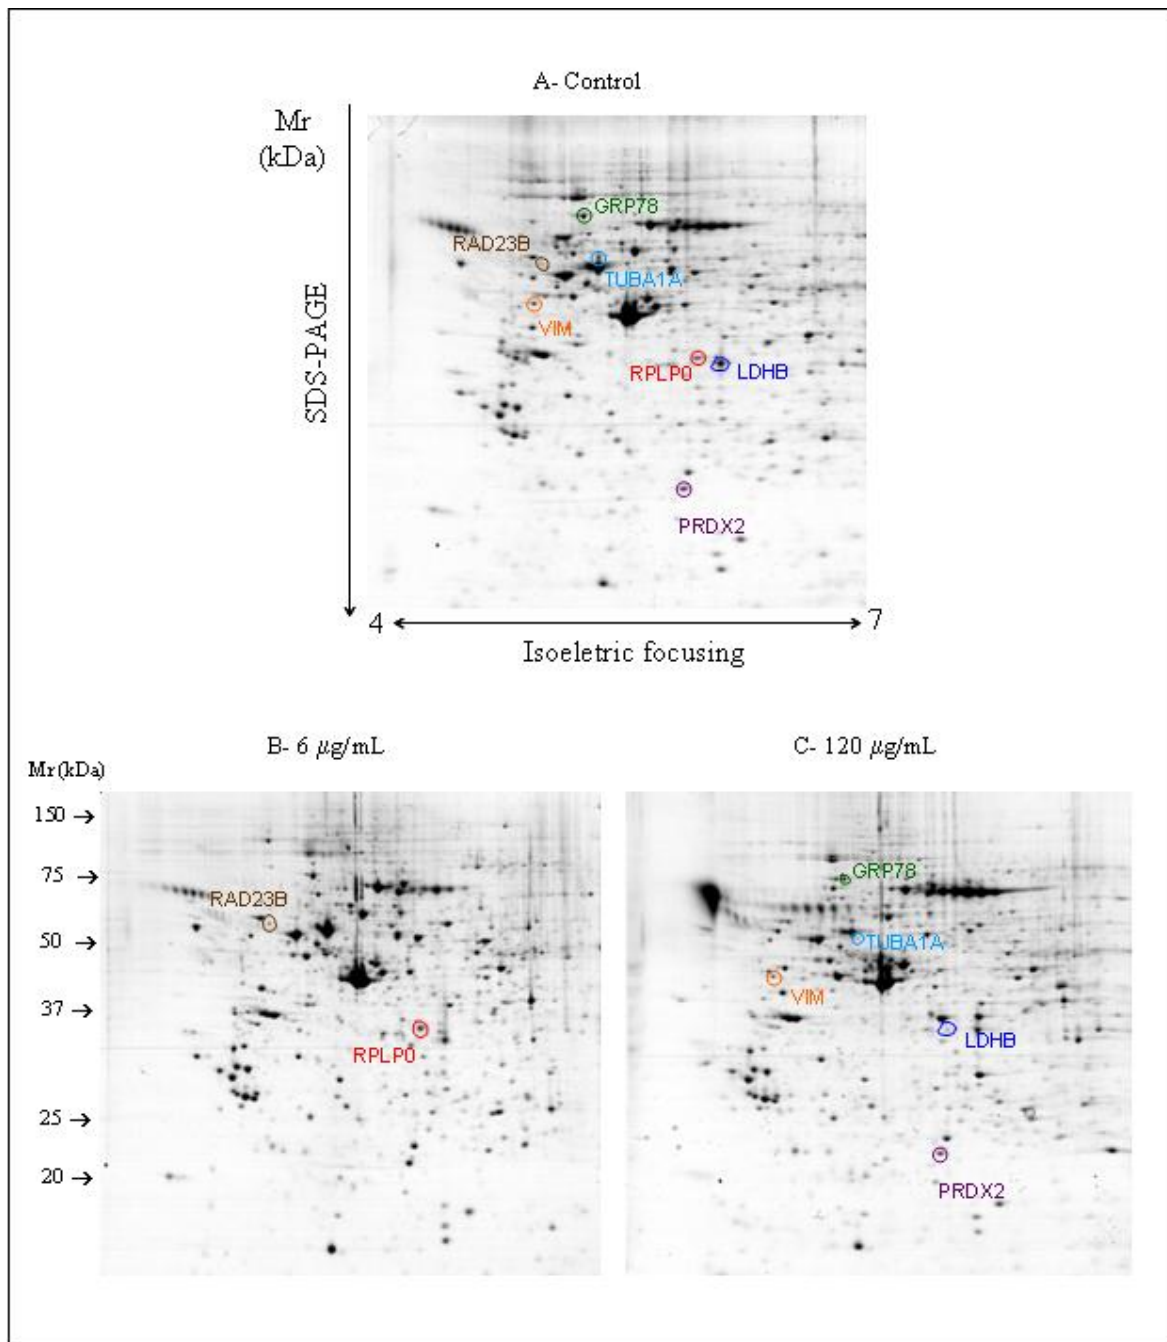 A- Control
Mr
(kDa)
GRP78
RAD23B
TUBA1A
VIM
RPLP0
LDHB
PRDX2
SDS-PAGE
4
7
Isoeletric focusing
B- 6 µg/mL
C- 120 µg/mL
Mr(kDa)
150
75
50
37
25
20
RAD23B
RPLP0
GRP78
TUBA1A
VIM
LDHB
PRDX2